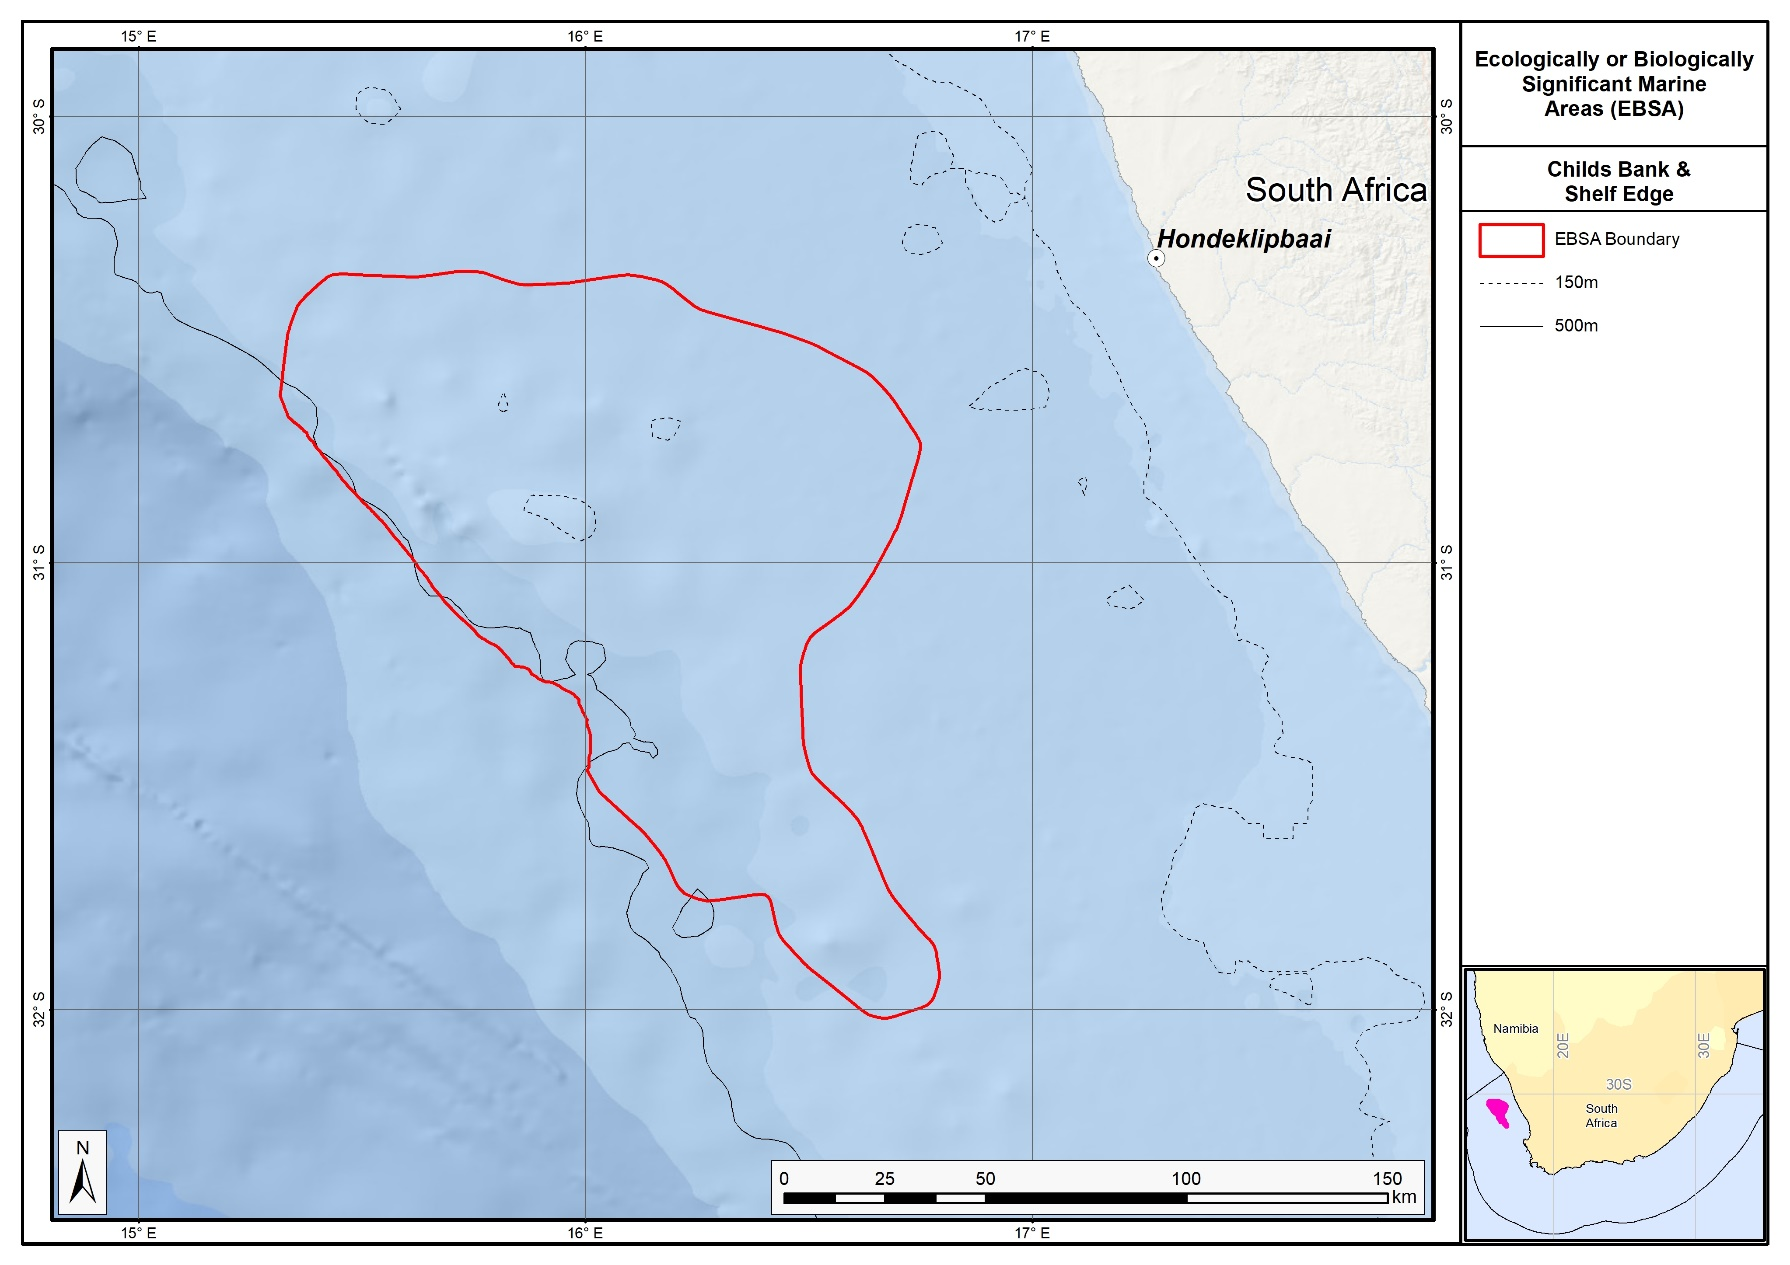 15° E
16° E
17° E
30° S
30° S
South Africa
Hondeklipbaai
31° S
31° S
32° S
32° S
N
0
25
50
100
150
km
15° E
16° E
17° E
Ecologically or Biologically
Significant Marine
Areas (EBSA)
Childs Bank &
Shelf Edge
EBSA Boundary
150m
500m
Namibia
20E
30E
30S
South
Africa